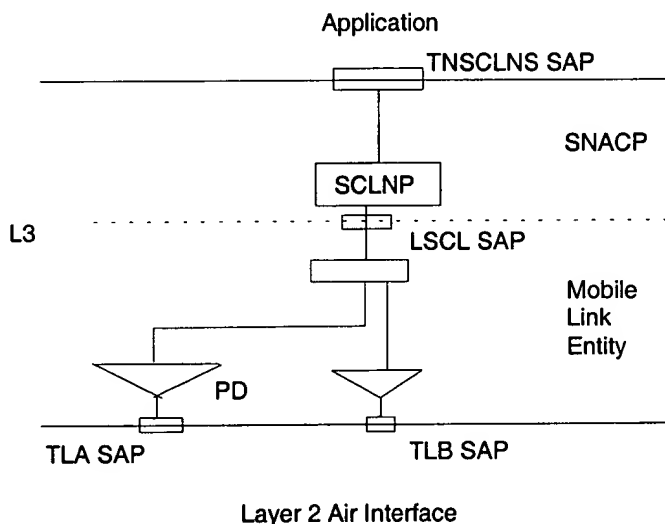 Application
TNSCLNS SAP
SNACP
SCLNP
L3
LSCL SAP
Mobile
Link
Entity
PD
TLA SAP
TLB SAP
Layer 2 Air Interface